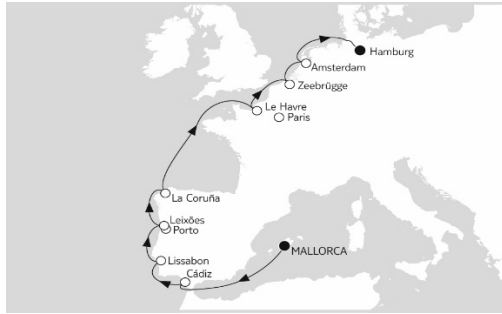 Hamburg
Amsterdam
Zeebrügge
Le Havre
Paris
La Coruña
Leixões
Porto
MALLORCA
Lissabon
Cádiz